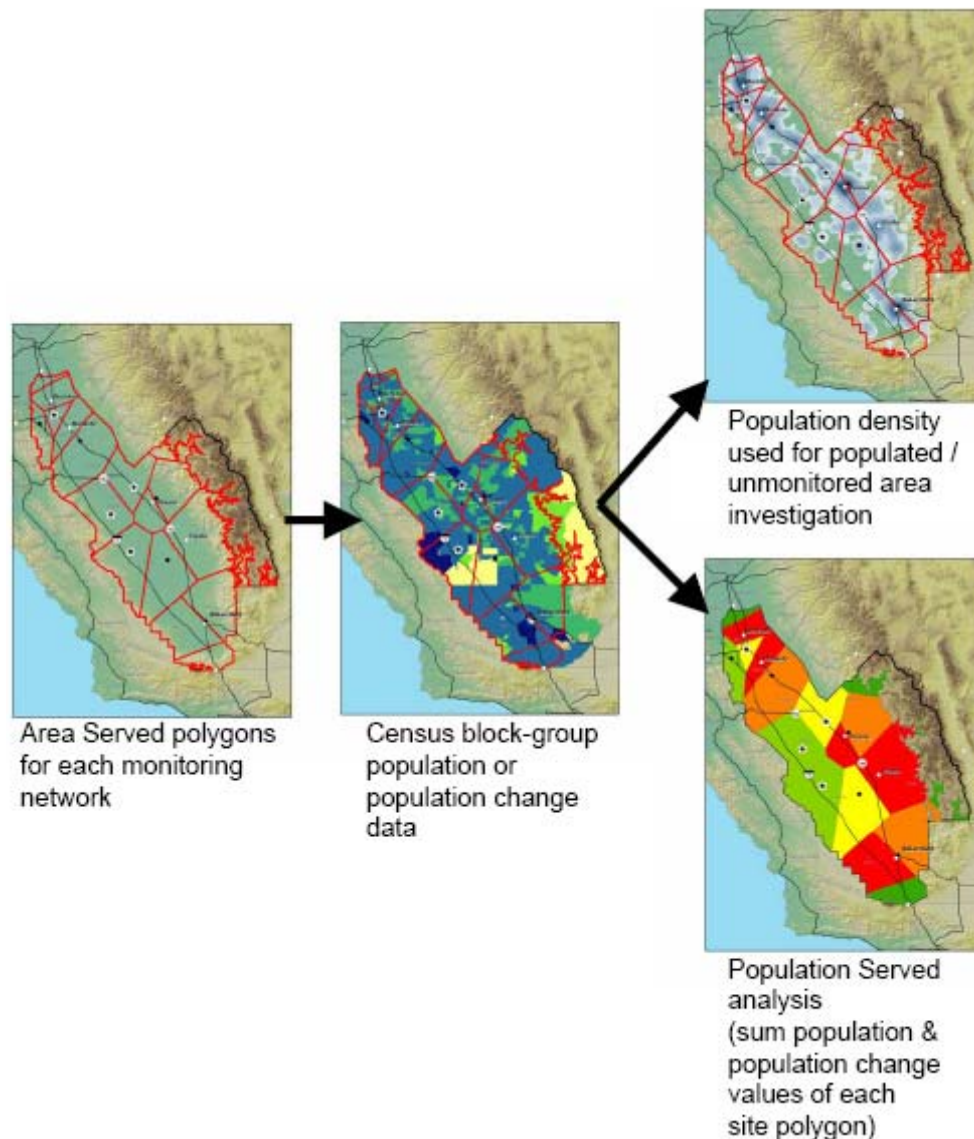 Population density
used for populated /
unmonitored area
investigation
Area Served polygons
for each monitoring
network
Census block-group
population or
population change
data
Population Served
analysis
(sum population &
population change
values of each
site polygon)